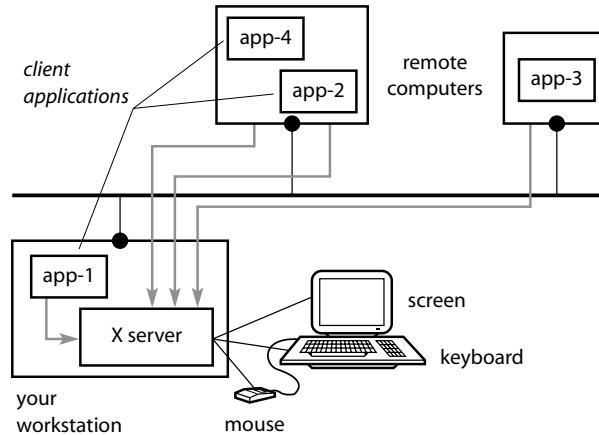 app-4
client
applications
app-2
remote
computers
app-3
app-1
X server
screen
keyboard
your
workstation
mouse